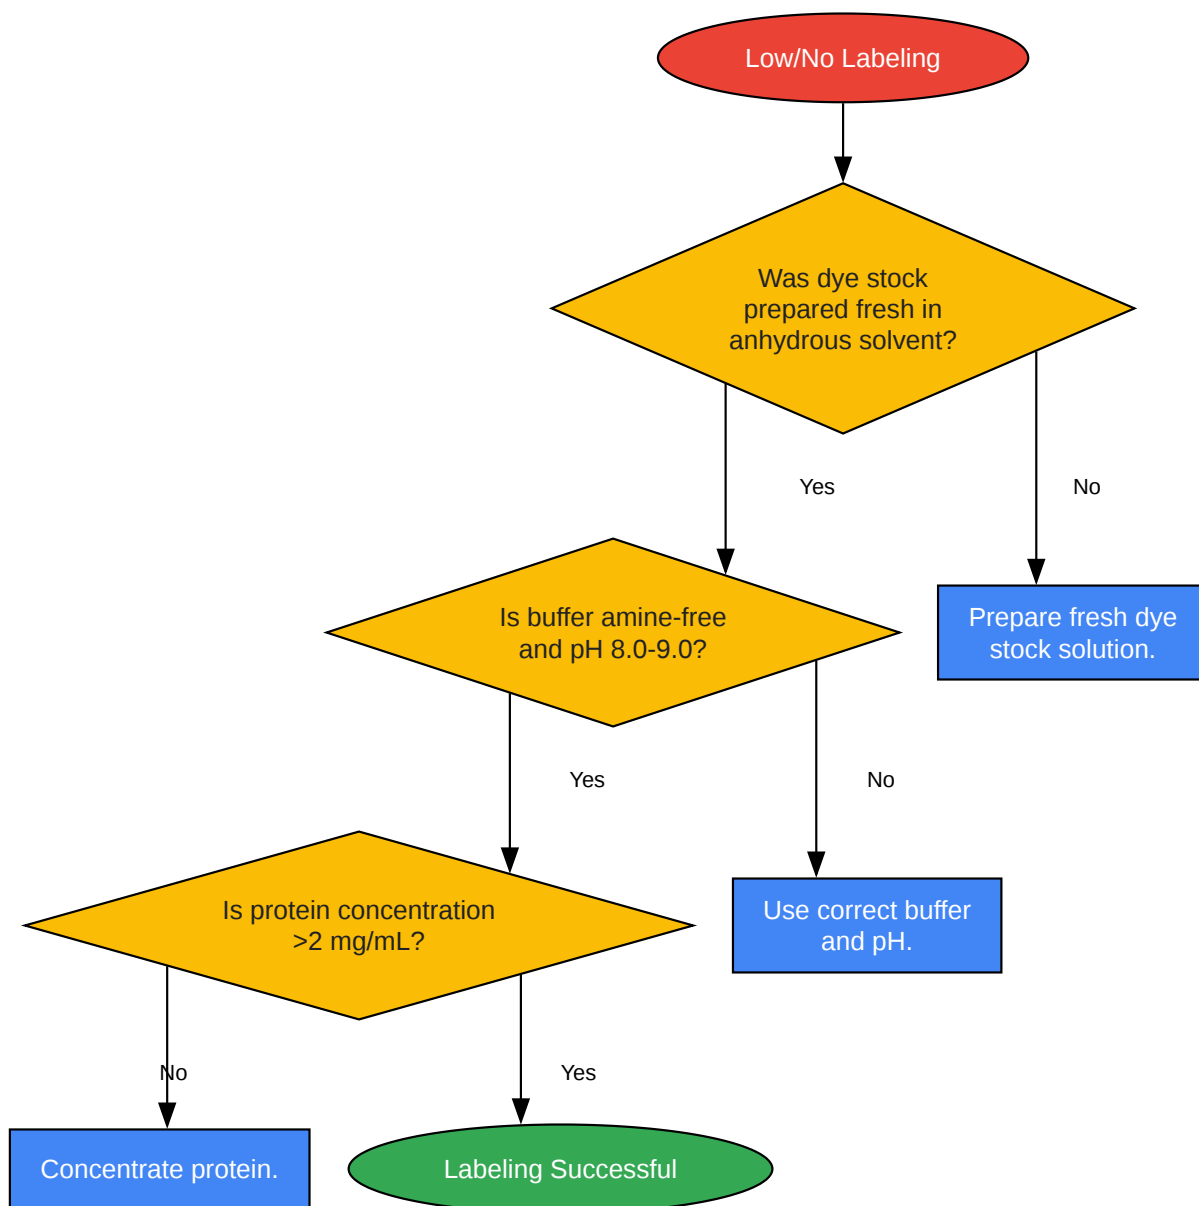 Low/No Labeling
Was dye stock
prepared fresh in
anhydrous solvent?
Yes
No
Is buffer amine-free
and pH 8.0-9.0?
Prepare fresh dye
stock solution.
Yes
No
Is protein concentration
>2 mg/mL?
Use correct buffer
and pH.
No
Yes
Concentrate protein.
Labeling Successful